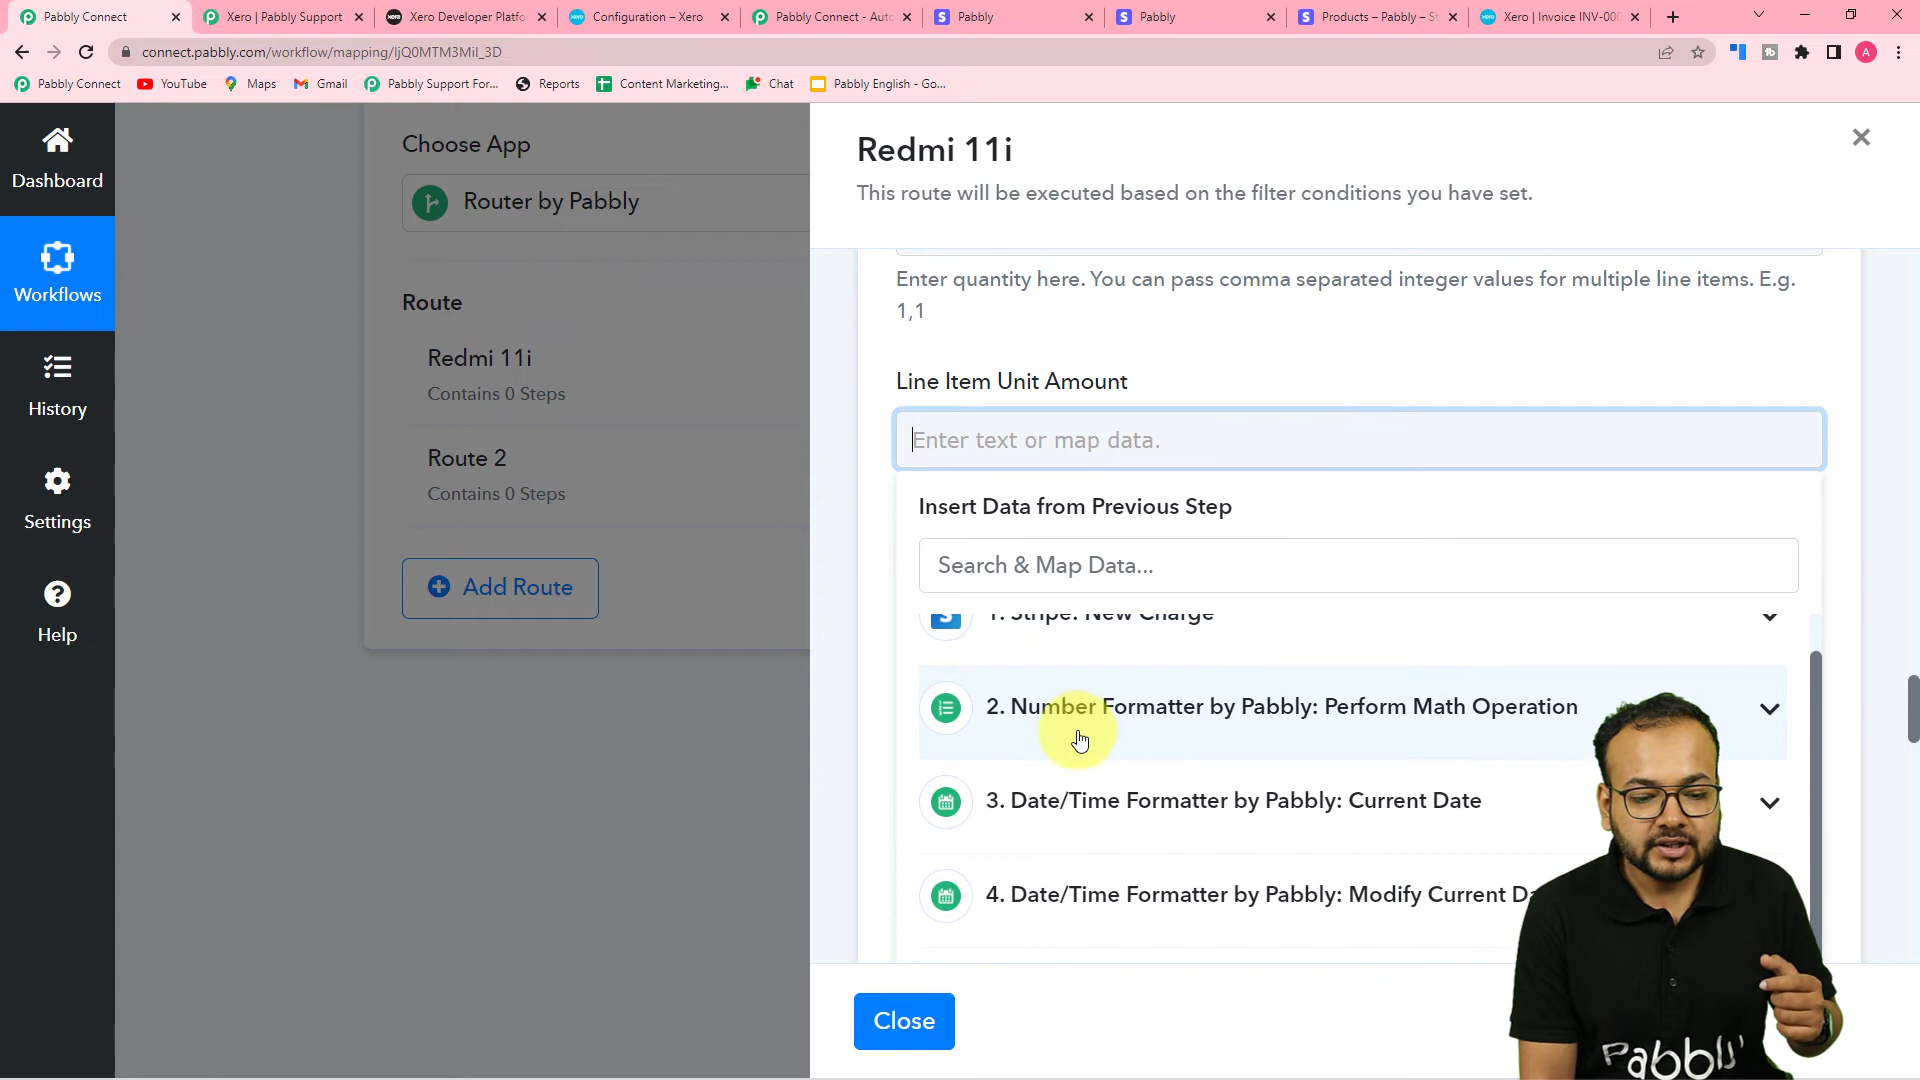 Pabbly Connect
Xero | Pabbly Support
Xero Developer Platfo
Configuration – Xero
Pabbly Connect - Auto
Pabbly
Pabbly
Products – Pabbly – St
Xero | Invoice INV-000
connect.pabbly.com/workflow/mapping/IjQ0MTM3MiI_3D
A
Pabbly Connect
YouTube
Maps
Gmail
Pabbly Support For...
Reports
Content Marketing...
Chat
Pabbly English - Go...
Dashboard
Workflows
History
Settings
Help
Choose App
Router by Pabbly
Route
Redmi 11i
Contains 0 Steps
Route 2
Contains 0 Steps
Add Route
Redmi 11i
This route will be executed based on the filter conditions you have set.
Enter quantity here. You can pass comma separated integer values for multiple line items. E.g.
1,1
Line Item Unit Amount
Enter text or map data.
Insert Data from Previous Step
Search & Map Data...
1. Stripe: New Charge
2. Number Formatter by Pabbly: Perform Math Operation
3. Date/Time Formatter by Pabbly: Current Date
4. Date/Time Formatter by Pabbly: Modify Current Da
Close
Pabbly